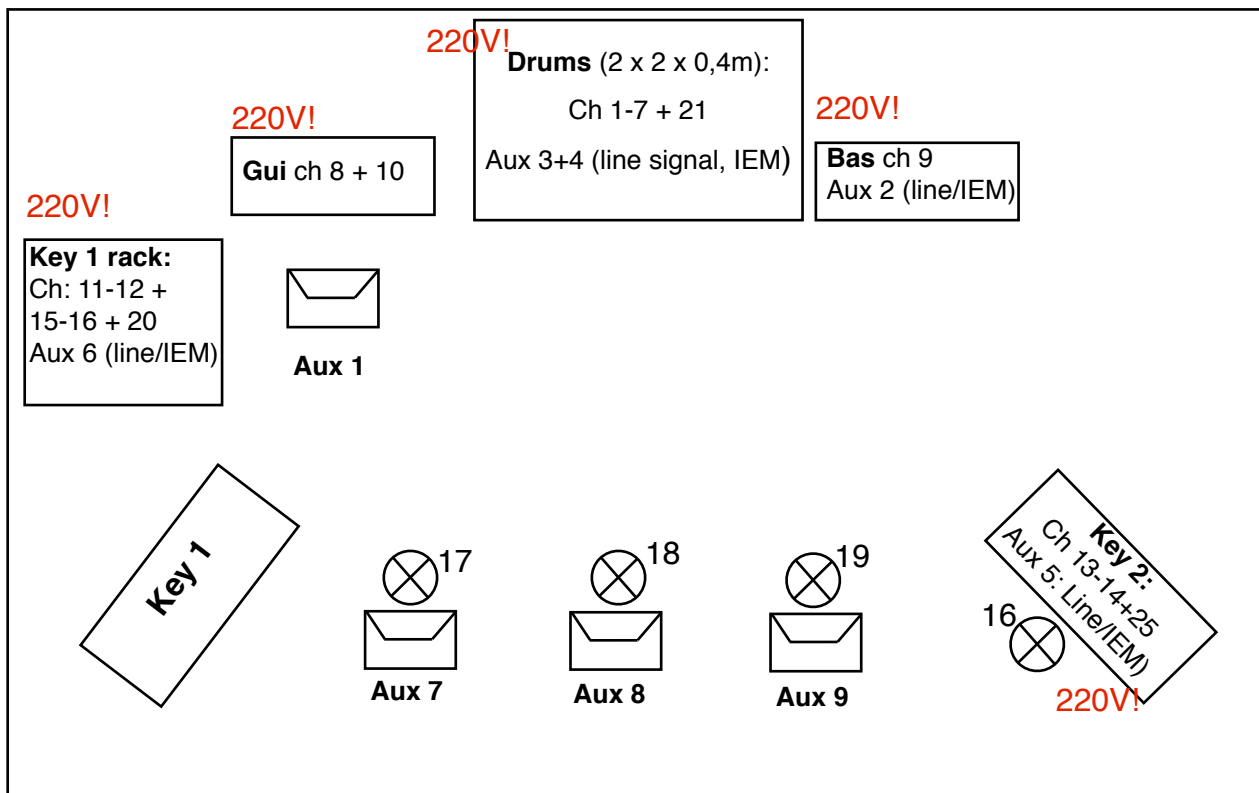 220V!
Drums (2 x 2 x 0,4m):
Ch 1-7 + 21
Aux 3+4 (line signal, IEM)
220V!
Gui ch 8 + 10
220V!
Bas ch 9
Aux 2 (line/IEM)
220V!
Key 1 rack:
Ch: 11-12 +
15-16 + 20
Aux 6 (line/IEM)
Aux 1
Key 1
17
Aux 7
18
Aux 8
19
Aux 9
Key 2:
Ch 13-14+25
Aux 5: Line/IEM)
16
220V!